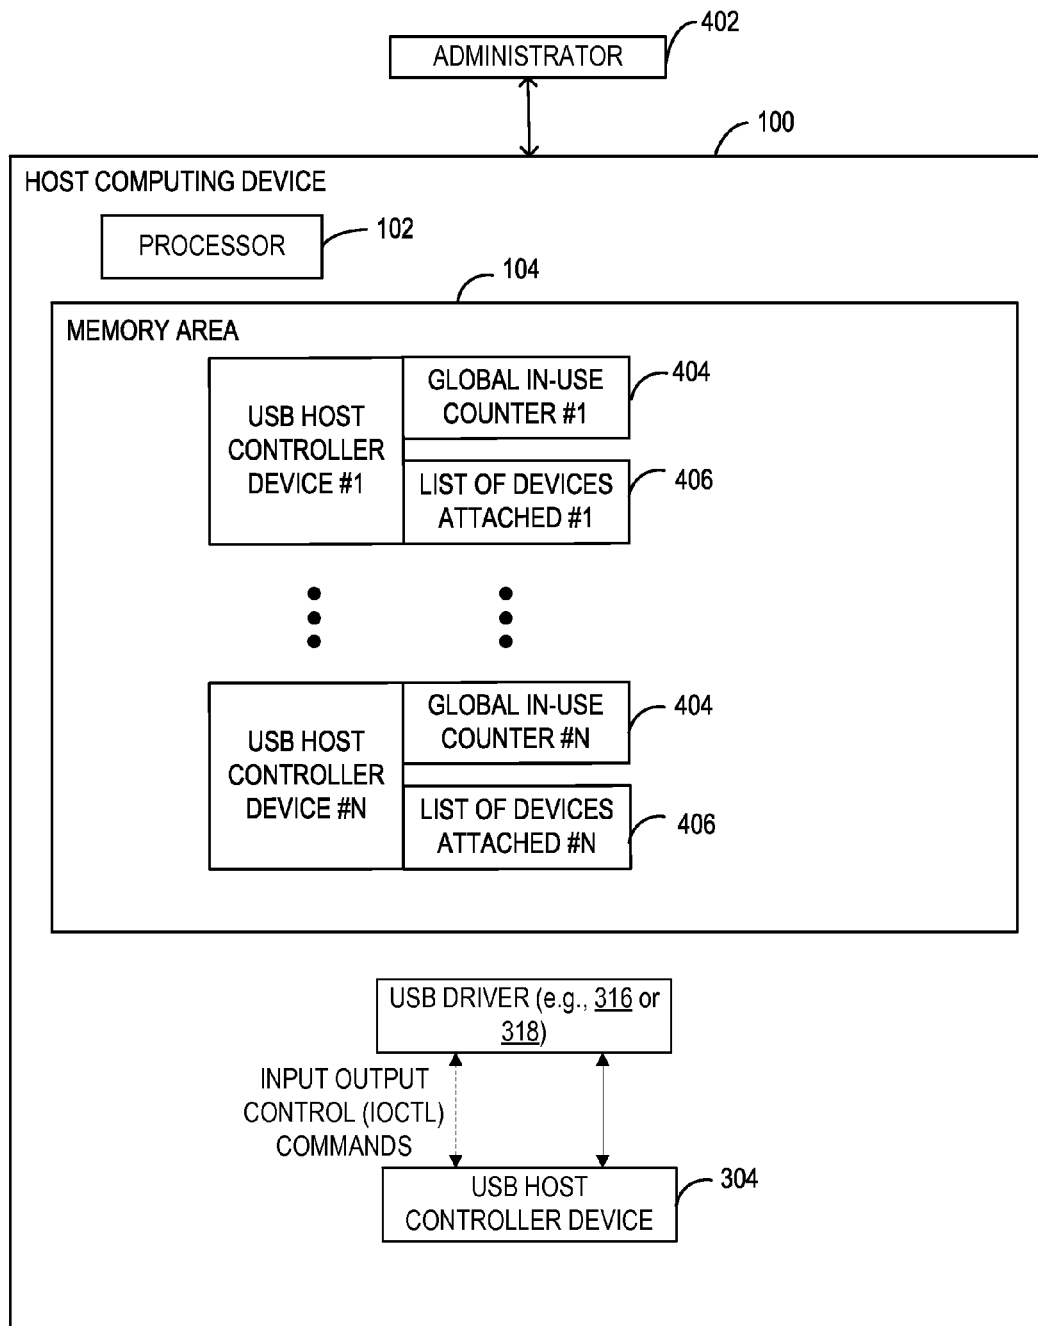 402
ADMINISTRATOR
100
HOST COMPUTING DEVICE
102
PROCESSOR
104
MEMORY AREA
USB HOST
CONTROLLER
DEVICE #1
GLOBAL IN-USE
COUNTER #1
404
LIST OF DEVICES
ATTACHED #1
406
USB HOST
CONTROLLER
DEVICE #N
GLOBAL IN-USE
COUNTER #N
404
LIST OF DEVICES
ATTACHED #N
406
USB DRIVER (e.g., 316 or
318)
INPUT OUTPUT
CONTROL (IOCTL)
COMMANDS
USB HOST
CONTROLLER DEVICE
304